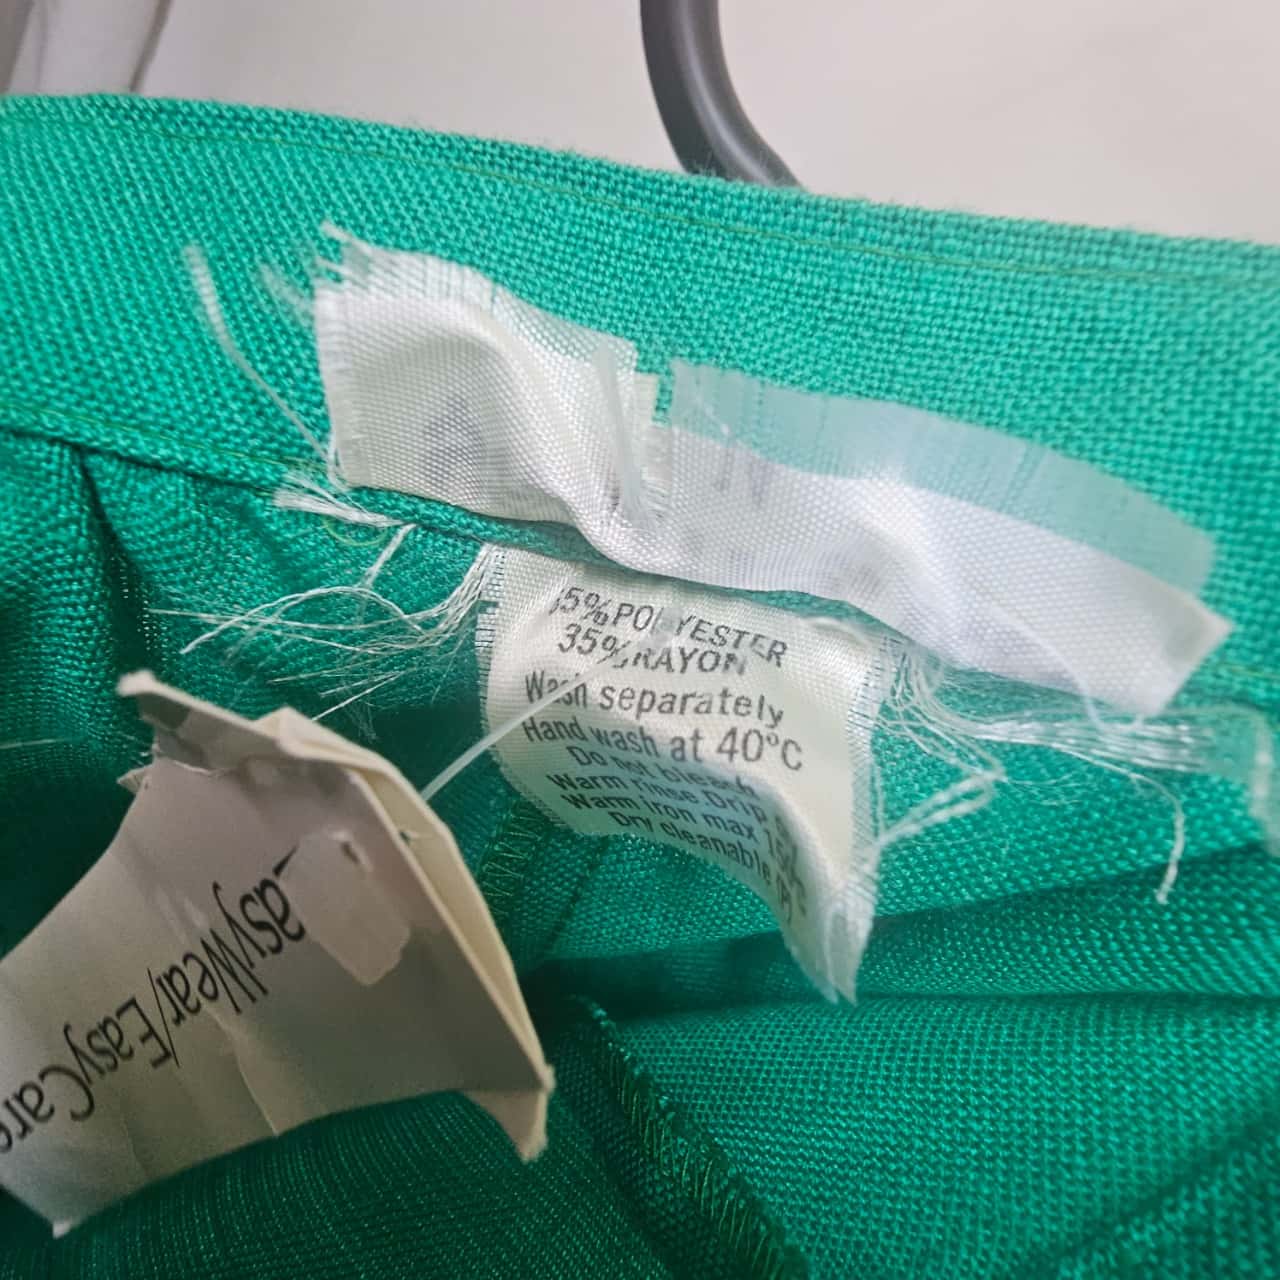 5% POLYESTER
35% RAYON
Wash separately
Hand wash at 40°C
Do not bleach
Warm rinse. Drip
Warm iron max
Dry cleanable (P)
asyWear/EasyCare